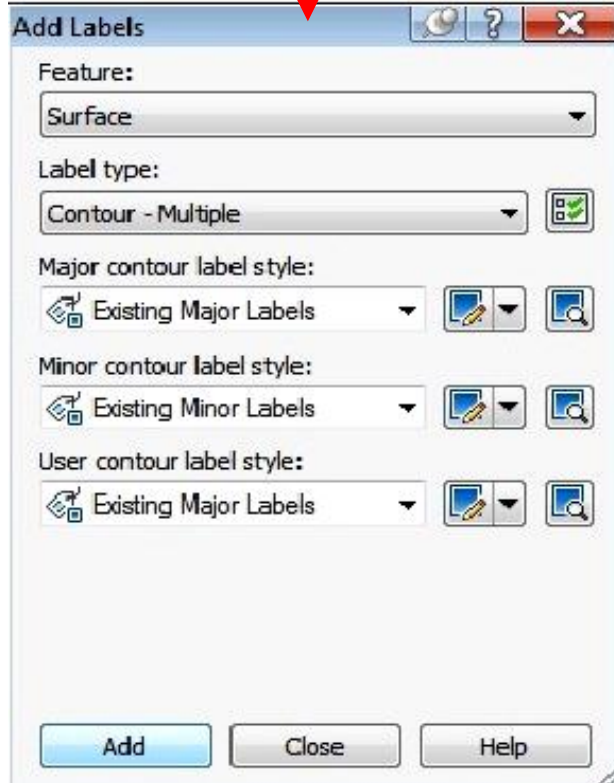 Add Labels
Feature:
Surface
Label type:
Contour - Multiple
Major contour label style:
Existing Major Labels
Minor contour label style:
Existing Minor Labels
User contour label style:
Existing Major Labels
Add Close Help